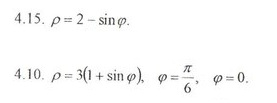 4.15. ρ = 2 – sin φ.
4.10. ρ = 3(1 + sin φ), φ = π/6, φ = 0.